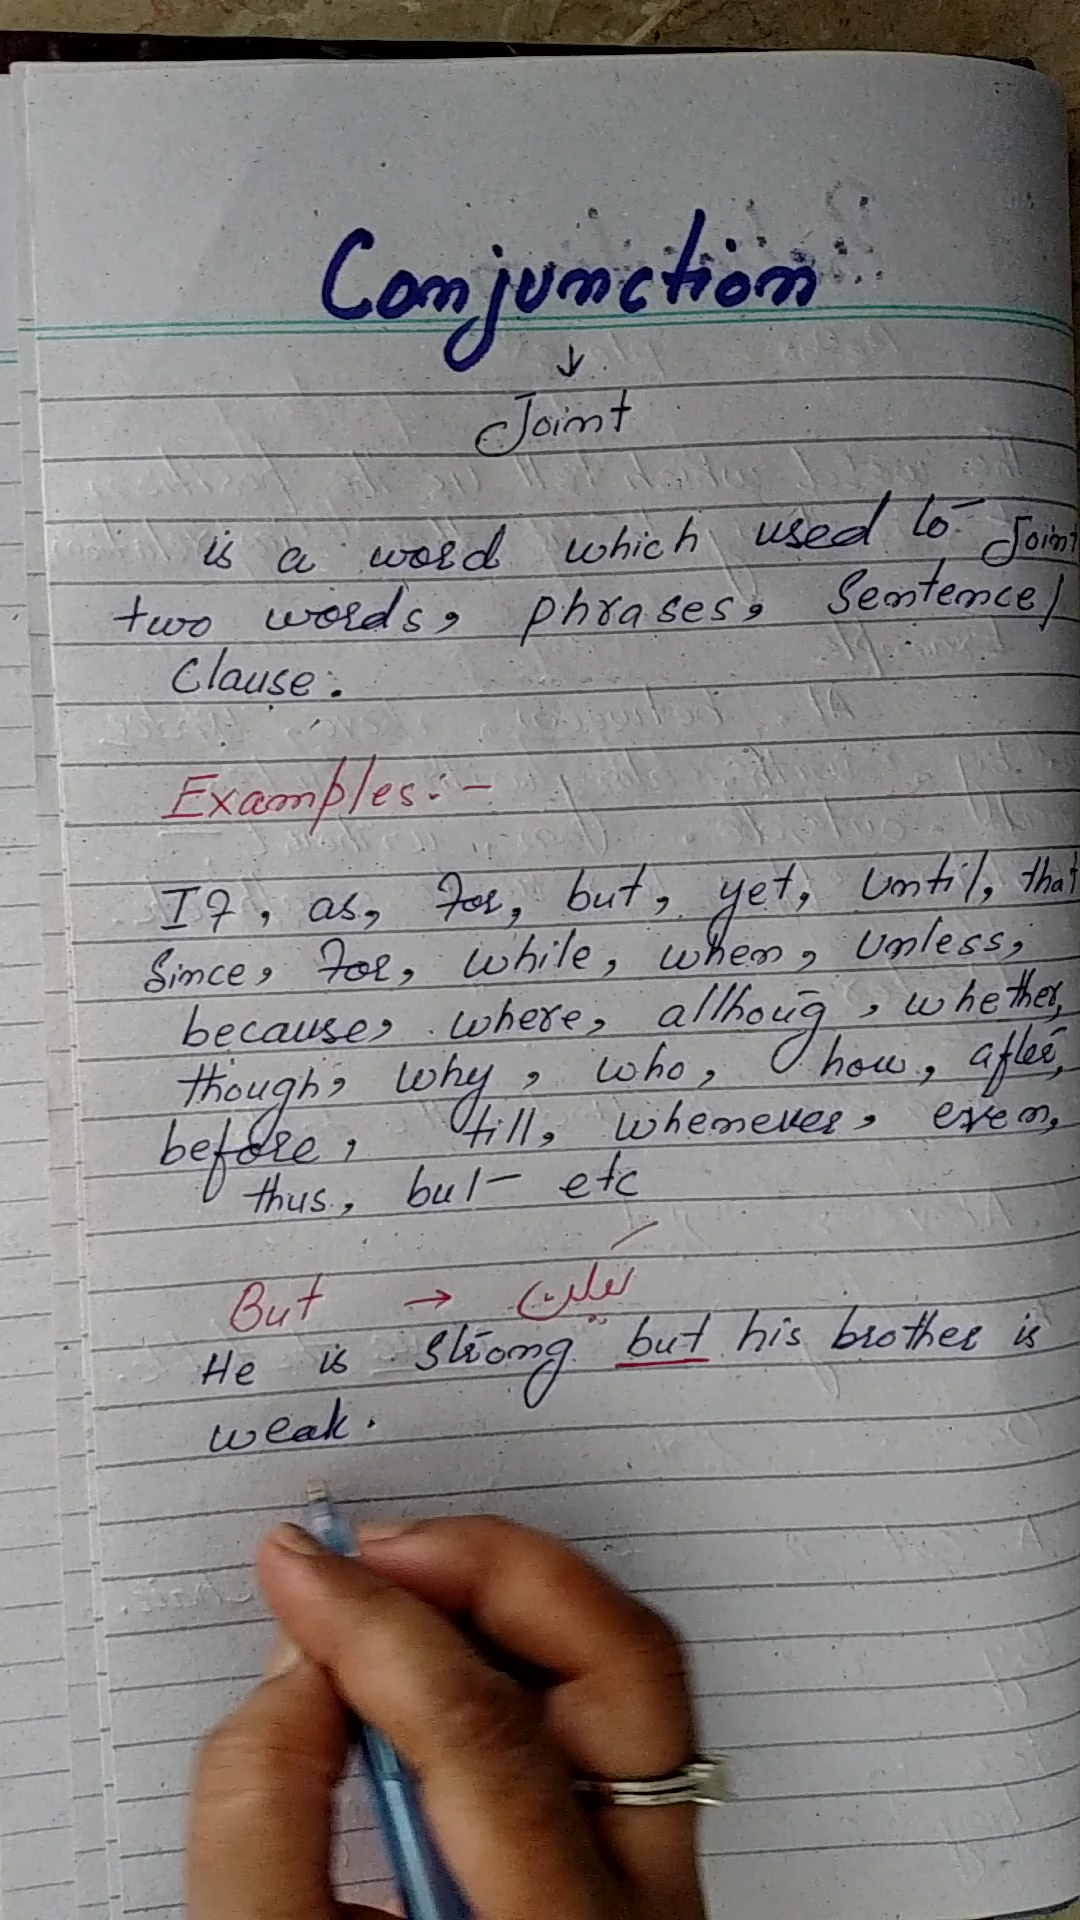 Conjunction
↓
Joint
is a word which used to Joint
two words, phrases, Sentence/
Clause.
Examples:-
If, as, for, but, yet, Until, that
Since, for, while, when, Unless,
because, where, althoug, whether,
though, why, who, how, after,
before, till, whenever, even,
thus, but etc
But → لیکن
He is strong but his brother is
weak.